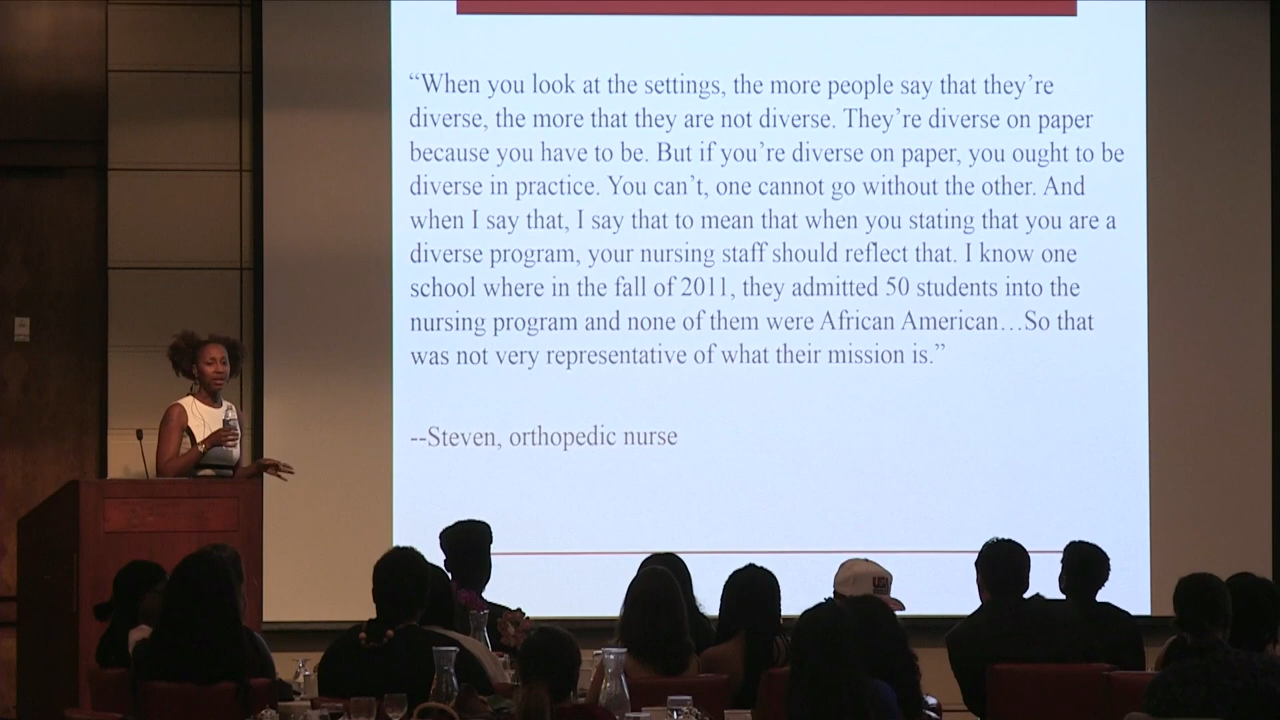 “When you look at the settings, the more people say that they’re
diverse, the more that they are not diverse. They’re diverse on paper
because you have to be. But if you’re diverse on paper, you ought to be
diverse in practice. You can’t, one cannot go without the other. And
when I say that, I say that to mean that when you stating that you are a
diverse program, your nursing staff should reflect that. I know one
school where in the fall of 2011, they admitted 50 students into the
nursing program and none of them were African American…So that
was not very representative of what their mission is.”
--Steven, orthopedic nurse
USA